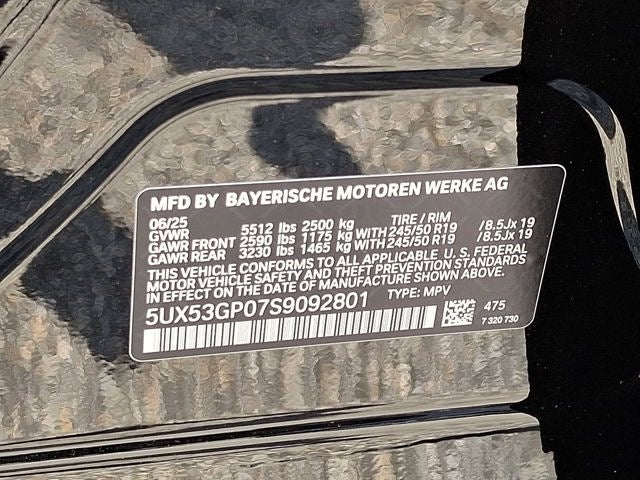 MFD BY BAYERISCHE MOTOREN WERKE AG
06/25 TIRE / RIM
GVWR 5512 lbs 2500 kg
GAWR FRONT 2590 lbs 1175 kg WITH 245/50 R19 /8.5Jx 19
GAWR REAR 3230 lbs 1465 kg WITH 245/50 R19 /8.5Jx 19
THIS VEHICLE CONFORMS TO ALL APPLICABLE U.S. FEDERAL
MOTOR VEHICLE SAFETY AND THEFT PREVENTION STANDARDS
IN EFFECT ON THE DATE OF MANUFACTURE SHOWN ABOVE.
5UX53GP07S9092801 TYPE: MPV
475
7 320 730